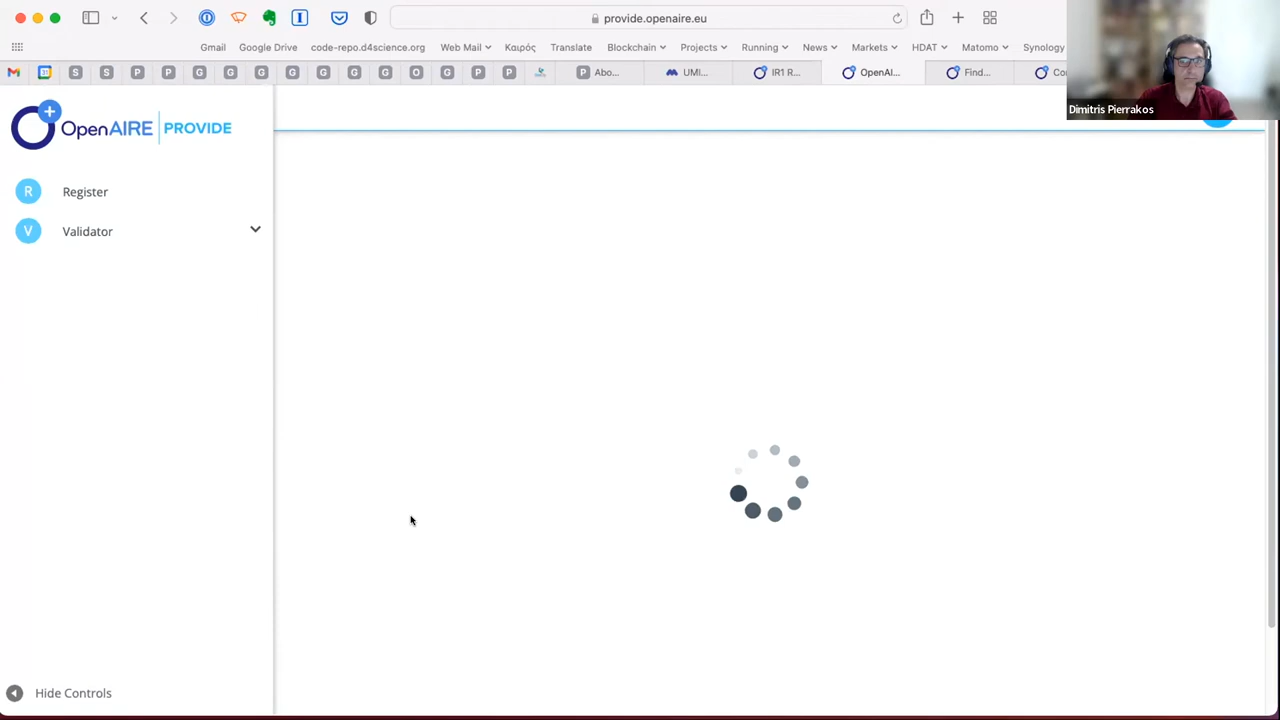 provide.openaire.eu
Gmail Google Drive code-repo.d4science.org Web Mail Καιρός Translate Blockchain Projects Running News Markets HDAT Matomo Synology
S S P P G G G G G G G O G P P P Abo... UMI... IR1 R... OpenAI... Find... Co
Dimitris Pierrakos
OpenAIRE PROVIDE
R Register
V Validator
Hide Controls